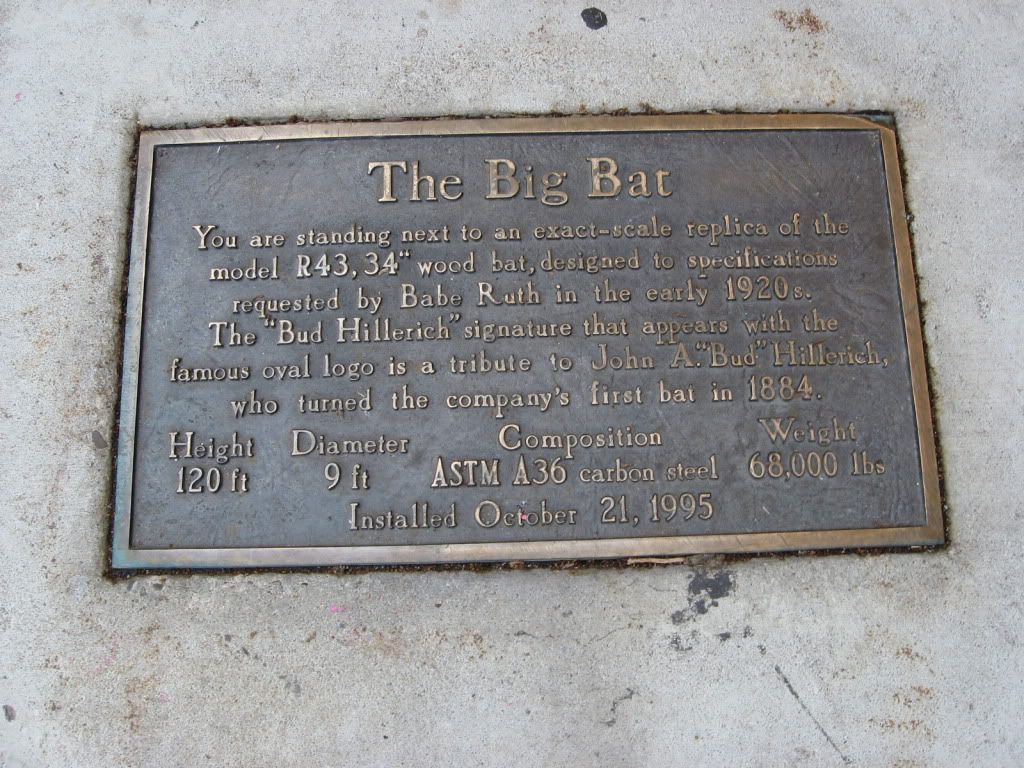 The Big Bat
You are standing next to an exact-scale replica of the
model R43, 34" wood bat, designed to specifications
requested by Babe Ruth in the early 1920s.
The "Bud Hillerich" signature that appears with the
famous oval logo is a tribute to John A. "Bud" Hillerich,
who turned the company's first bat in 1884.
Height Diameter Composition Weight
120 ft 9 ft ASTM A36 carbon steel 68,000 lbs
Installed October 21, 1995